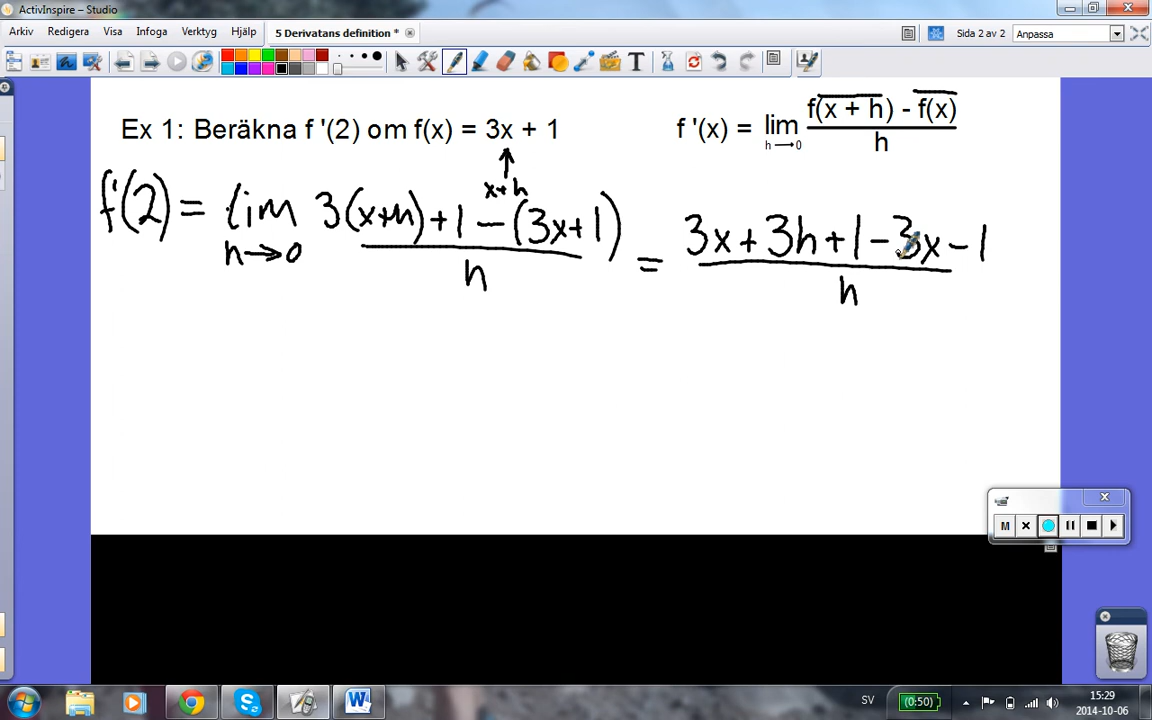 ActivInspire – Studio
Arkiv Redigera Visa Infoga Verktyg Hjälp
5 Derivatans definition *
Sida 2 av 2
Anpassa
Ex 1: Beräkna f '(2) om f(x) = 3x + 1
f '(x) = lim f(x + h) - f(x)
h → 0
h
x+h
f'(2) = lim 3(x+h)+1 − (3x+1)
h→0
h
= 3x + 3h + 1 − 3x − 1
h
M
W
SV
(0:50)
15:29
2014-10-06